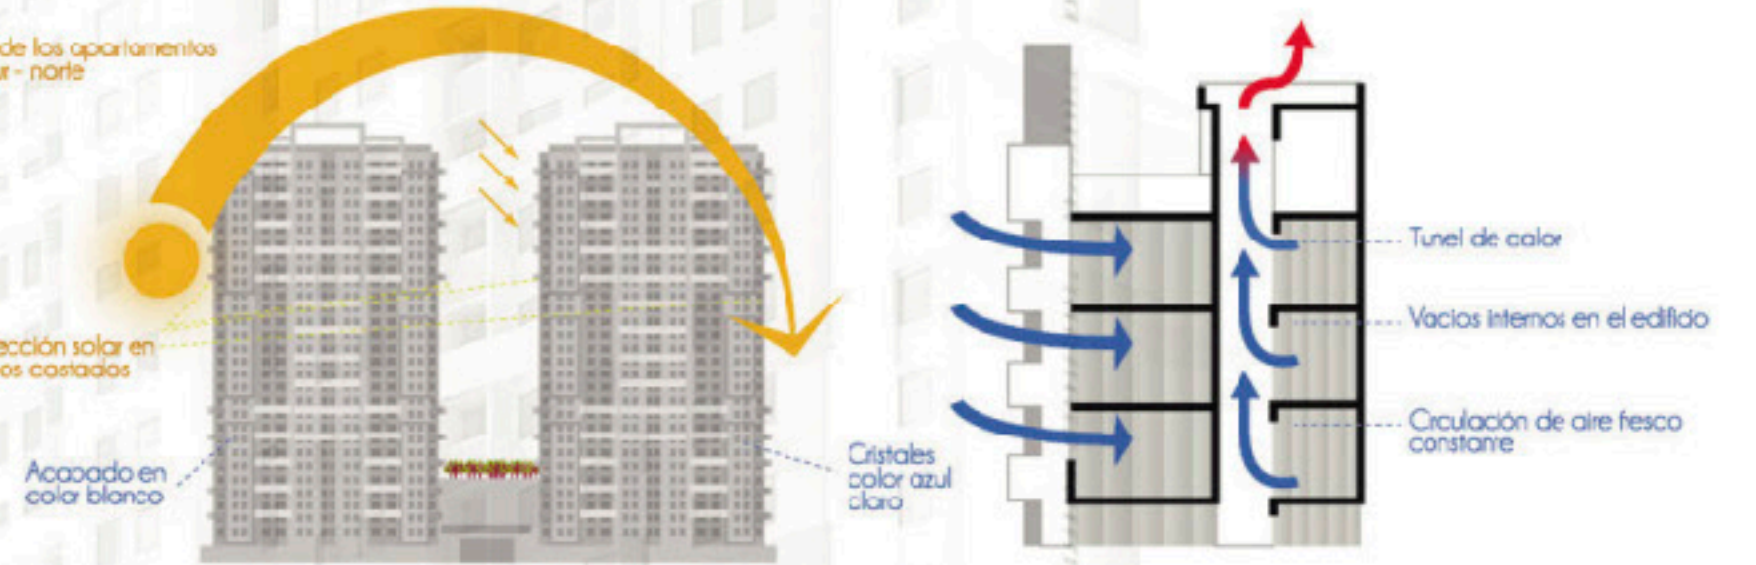 de los apartamentos
r - norte
ección solar en
os costados
Acabado en
color blanco
Cristales
color azul
claro
Tunel de calor
Vacios internos en el edificio
Circulación de aire fresco
constante